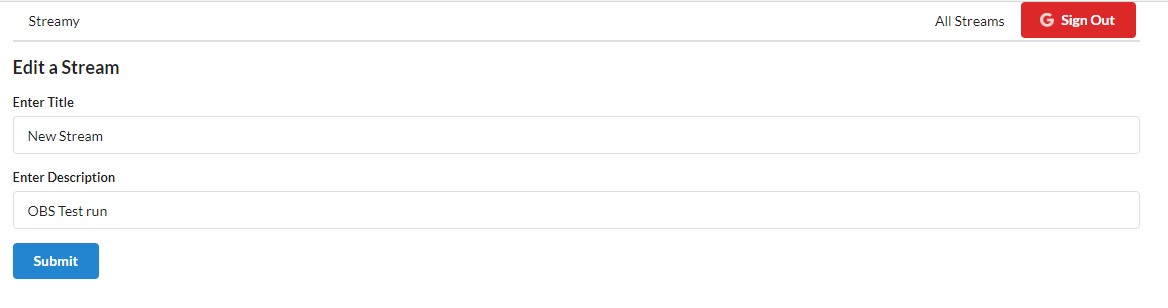 Streamy
All Streams
Sign Out
Edit a Stream
Enter Title
New Stream
Enter Description
OBS Test run
Submit